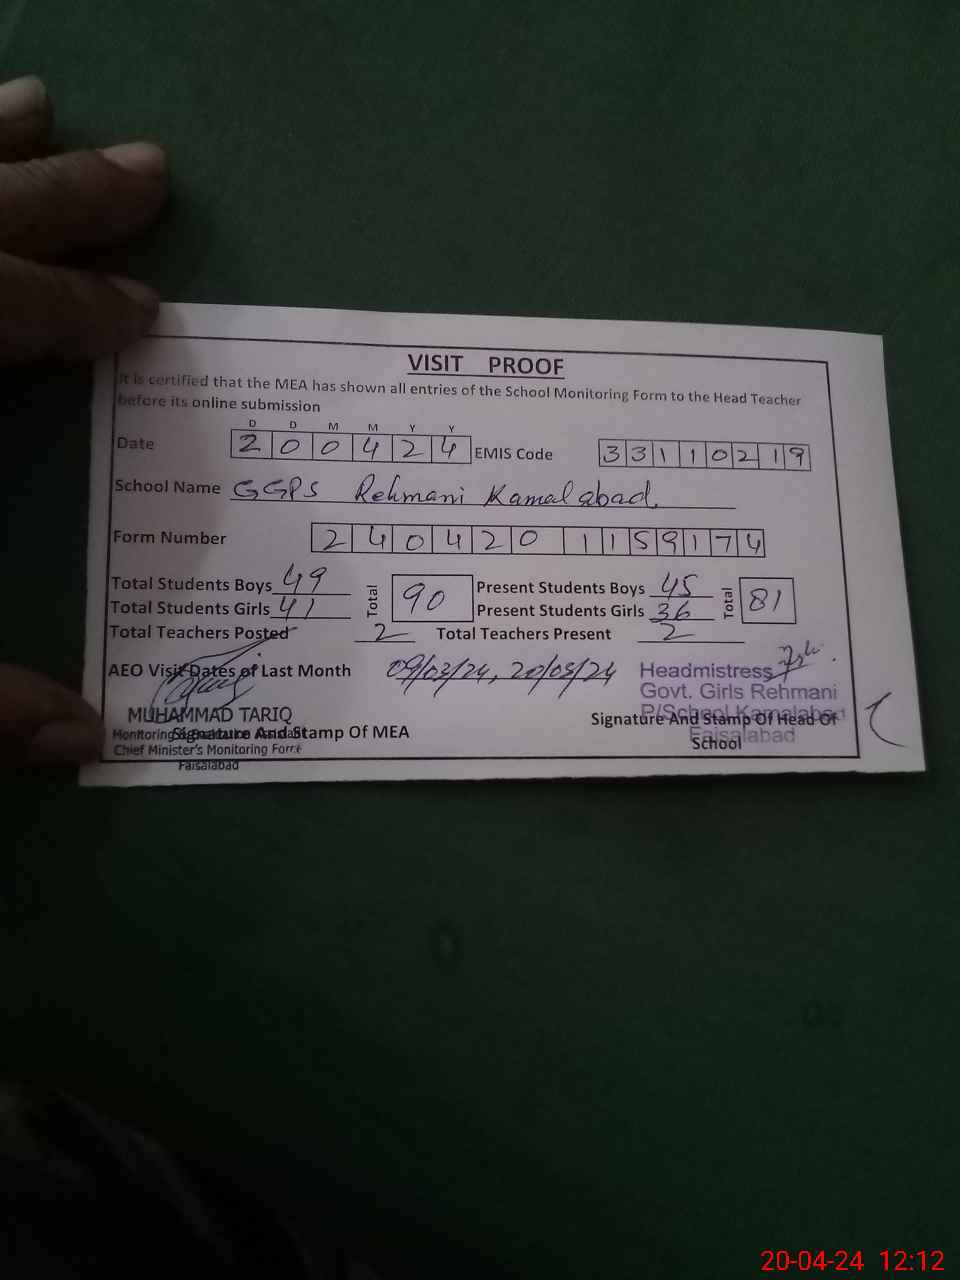 VISIT PROOF
It is certified that the MEA has shown all entries of the School Monitoring Form to the Head Teacher
before its online submission
D D M M Y Y
Date 2 0 0 4 2 4 EMIS Code 3 3 1 1 0 2 1 9
School Name GGPS Rehmani Kamal abad.
Form Number 2 4 0 4 2 0 1 1 5 9 1 7 4
Total Students Boys 49 Total 90 Present Students Boys 45 Total 81
Total Students Girls 41 Present Students Girls 36
Total Teachers Posted 2 Total Teachers Present 2
AEO Visit Dates of Last Month 09/03/24, 20/03/24
Headmistress
Govt. Girls Rehmani
P/School Kamalabad
Faisalabad
MUHAMMAD TARIQ
Monitoring &
Chief Minister's Monitoring Force
Faisalabad
Signature And Stamp Of MEA
Signature And Stamp Of Head Of
School
20-04-24 12:12